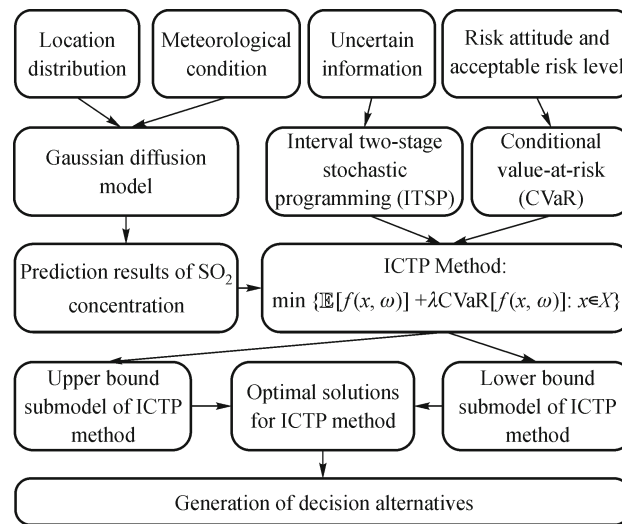 Location
distribution
Meteorological
condition
Uncertain
information
Risk attitude and
acceptable risk level
Gaussian diffusion
model
Interval two-stage
stochastic
programming (ITSP)
Conditional
value-at-risk
(CVaR)
Prediction results of SO₂
concentration
ICTP Method:
min {𝔼[f(x, ω)] +λCVaR[f(x, ω)]: x∈X}
Upper bound
submodel of ICTP
method
Optimal solutions
for ICTP method
Lower bound
submodel of ICTP
method
Generation of decision alternatives